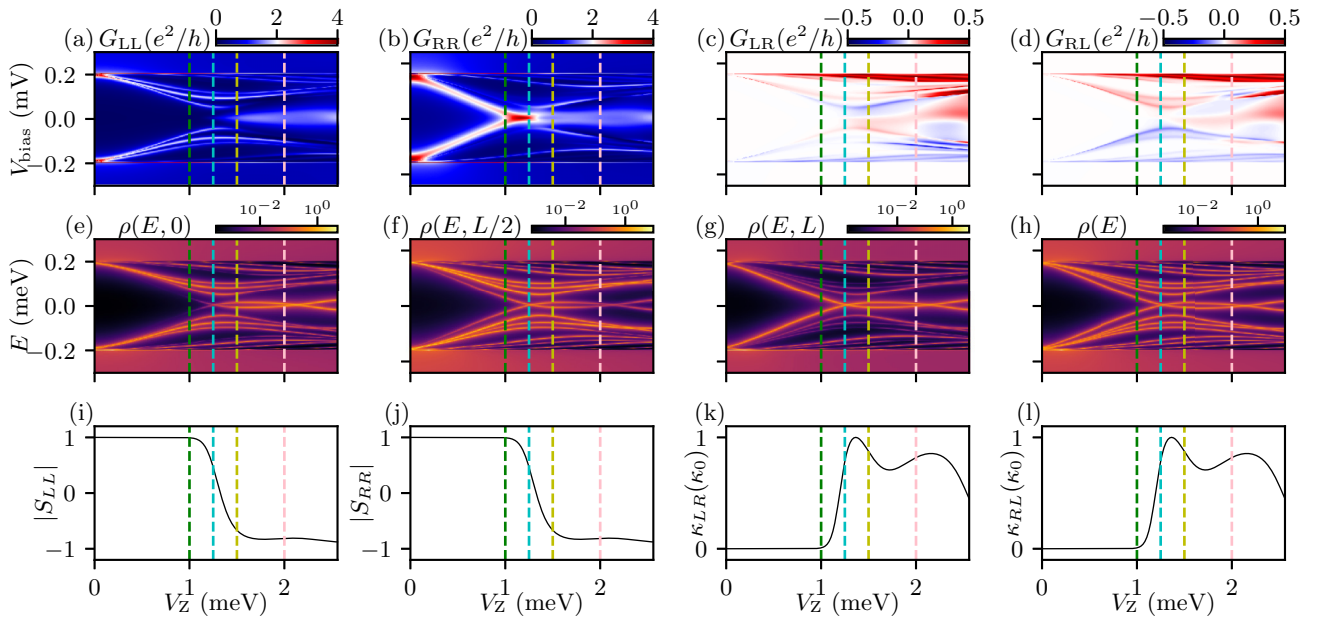 0 2 4
0 2 4
−0.5 0.0 0.5
−0.5 0.0 0.5
(a) G_LL(e²/h)
(b) G_RR(e²/h)
(c) G_LR(e²/h)
(d) G_RL(e²/h)
V_bias (mV)
0.2
0.0
−0.2
10⁻² 10⁰
10⁻² 10⁰
10⁻² 10⁰
10⁻² 10⁰
(e) ρ(E, 0)
(f) ρ(E, L/2)
(g) ρ(E, L)
(h) ρ(E)
E (meV)
0.2
0.0
−0.2
(i)
|S_LL|
1
0
−1
0 1 2
V_Z (meV)
(j)
|S_RR|
1
0
−1
0 1 2
V_Z (meV)
(k)
κ_LR(κ₀)
1
0
0 1 2
V_Z (meV)
(l)
κ_RL(κ₀)
1
0
0 1 2
V_Z (meV)